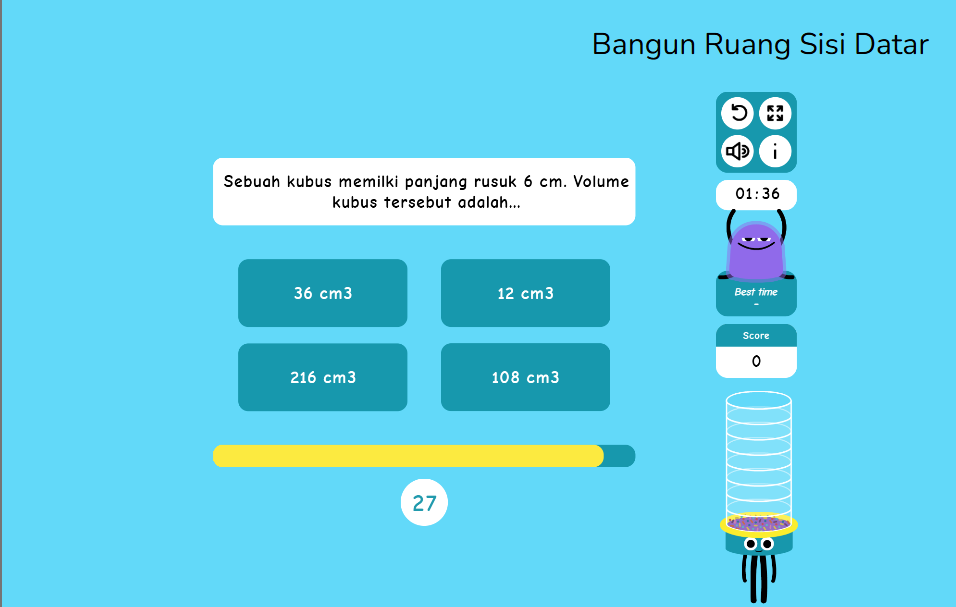 Bangun Ruang Sisi Datar
Sebuah kubus memilki panjang rusuk 6 cm. Volume
kubus tersebut adalah...
36 cm3
12 cm3
216 cm3
108 cm3
27
i
01:36
Best time
-
Score
0